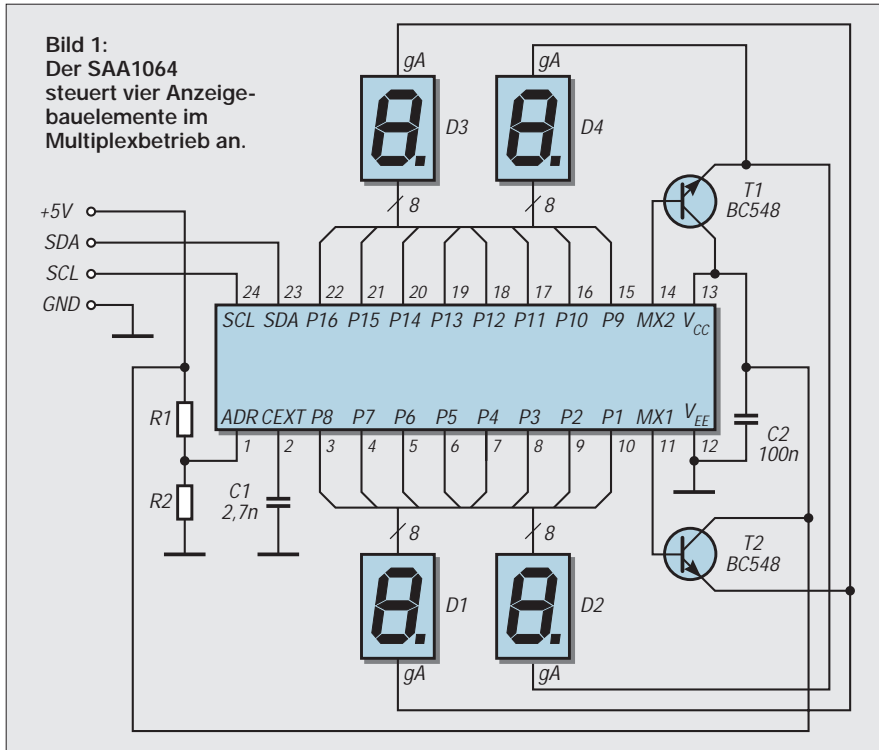 Bild 1:
Der SAA1064
steuert vier Anzeige-
bauelemente im
Multiplexbetrieb an.
gA gA
D3 D4
8 8
T1
BC548
+5V
SDA
SCL
GND
24 23 22 21 20 19 18 17 16 15 14 13
SCL SDA P16 P15 P14 P13 P12 P11 P10 P9 MX2 VCC
ADR CEXT P8 P7 P6 P5 P4 P3 P2 P1 MX1 VEE
1 2 3 4 5 6 7 8 9 10 11 12
R1
R2
C1
2,7n
C2
100n
8 8
T2
BC548
D1 D2
gA gA